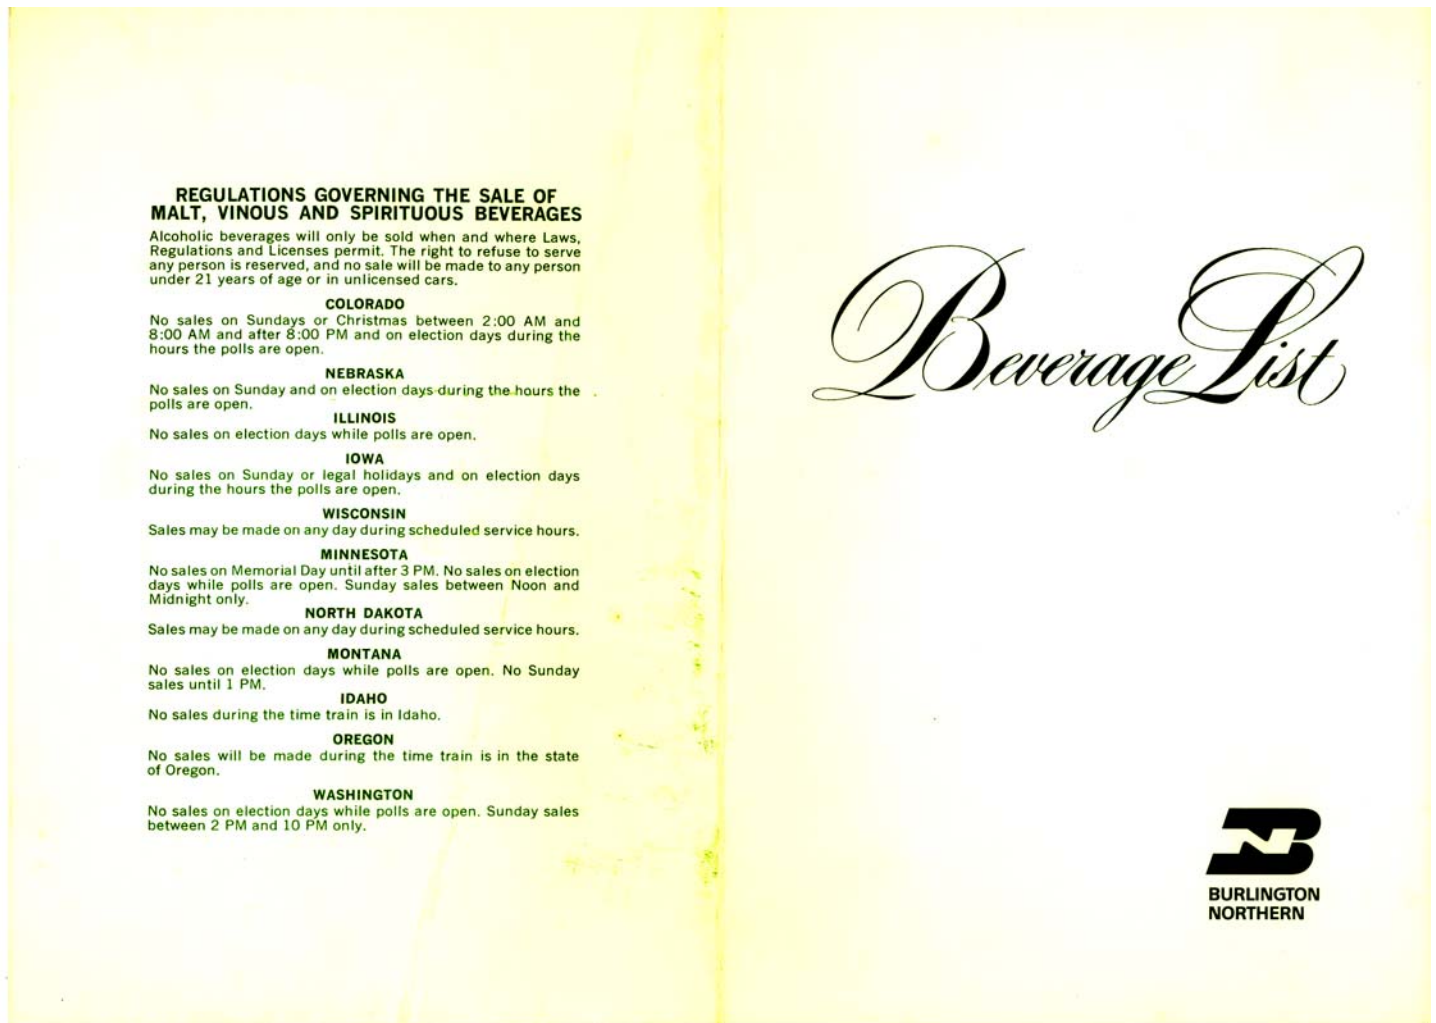 REGULATIONS GOVERNING THE SALE OF
MALT, VINOUS AND SPIRITUOUS BEVERAGES
Alcoholic beverages will only be sold when and where Laws,
Regulations and Licenses permit. The right to refuse to serve
any person is reserved, and no sale will be made to any person
under 21 years of age or in unlicensed cars.
COLORADO
No sales on Sundays or Christmas between 2:00 AM and
8:00 AM and after 8:00 PM and on election days during the
hours the polls are open.
NEBRASKA
No sales on Sunday and on election days during the hours the
polls are open.
ILLINOIS
No sales on election days while polls are open.
IOWA
No sales on Sunday or legal holidays and on election days
during the hours the polls are open.
WISCONSIN
Sales may be made on any day during scheduled service hours.
MINNESOTA
No sales on Memorial Day until after 3 PM. No sales on election
days while polls are open. Sunday sales between Noon and
Midnight only.
NORTH DAKOTA
Sales may be made on any day during scheduled service hours.
MONTANA
No sales on election days while polls are open. No Sunday
sales until 1 PM.
IDAHO
No sales during the time train is in Idaho.
OREGON
No sales will be made during the time train is in the state
of Oregon.
WASHINGTON
No sales on election days while polls are open. Sunday sales
between 2 PM and 10 PM only.
Beverage List
BN
BURLINGTON
NORTHERN